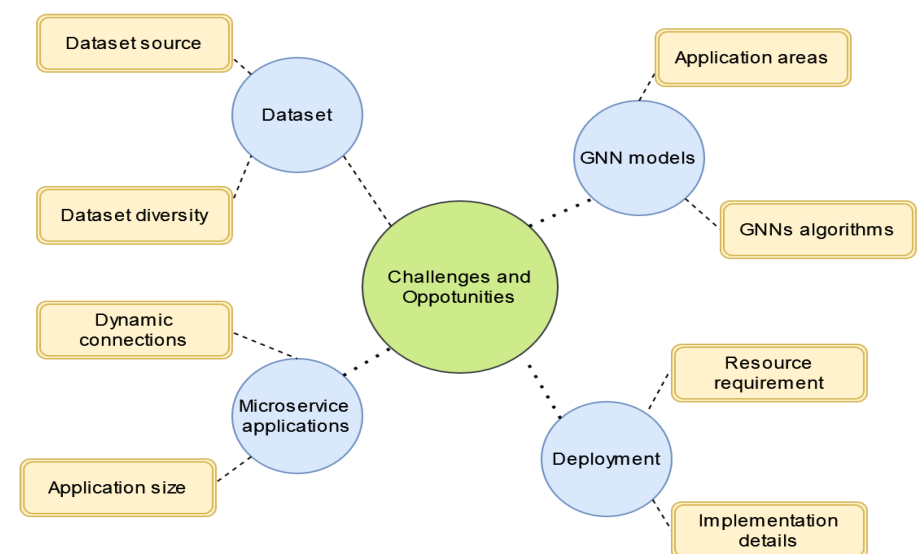 Dataset source
Application areas
Dataset
GNN models
Dataset diversity
GNNs algorithms
Challenges and
Oppotunities
Dynamic
connections
Resource
requirement
Microservice
applications
Deployment
Application size
Implementation
details